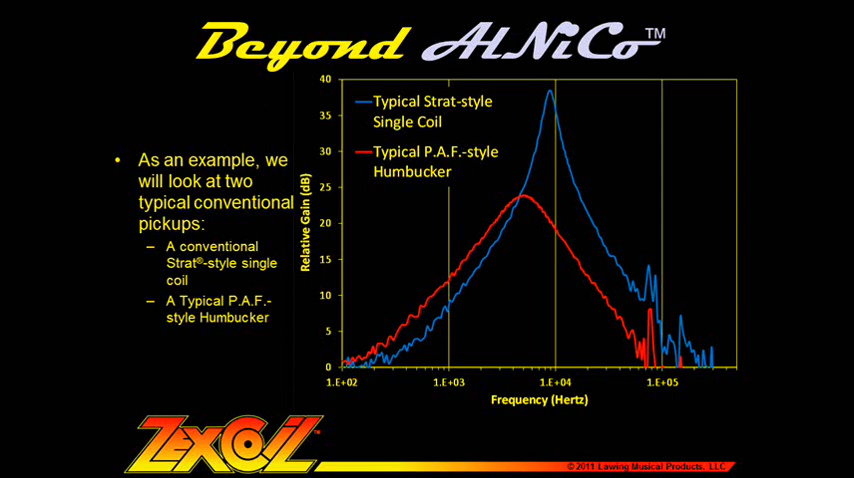 Beyond AlNiCo™
• As an example, we
will look at two
typical conventional
pickups:
– A conventional
Strat®-style single
coil
– A Typical P.A.F.-
style Humbucker
Relative Gain (dB)
40
35
30
25
20
15
10
5
0
Typical Strat-style
Single Coil
Typical P.A.F.-style
Humbucker
1.E+02
1.E+03
1.E+04
1.E+05
Frequency (Hertz)
ZEXCOIL™
©2011 Lawing Musical Products, LLC